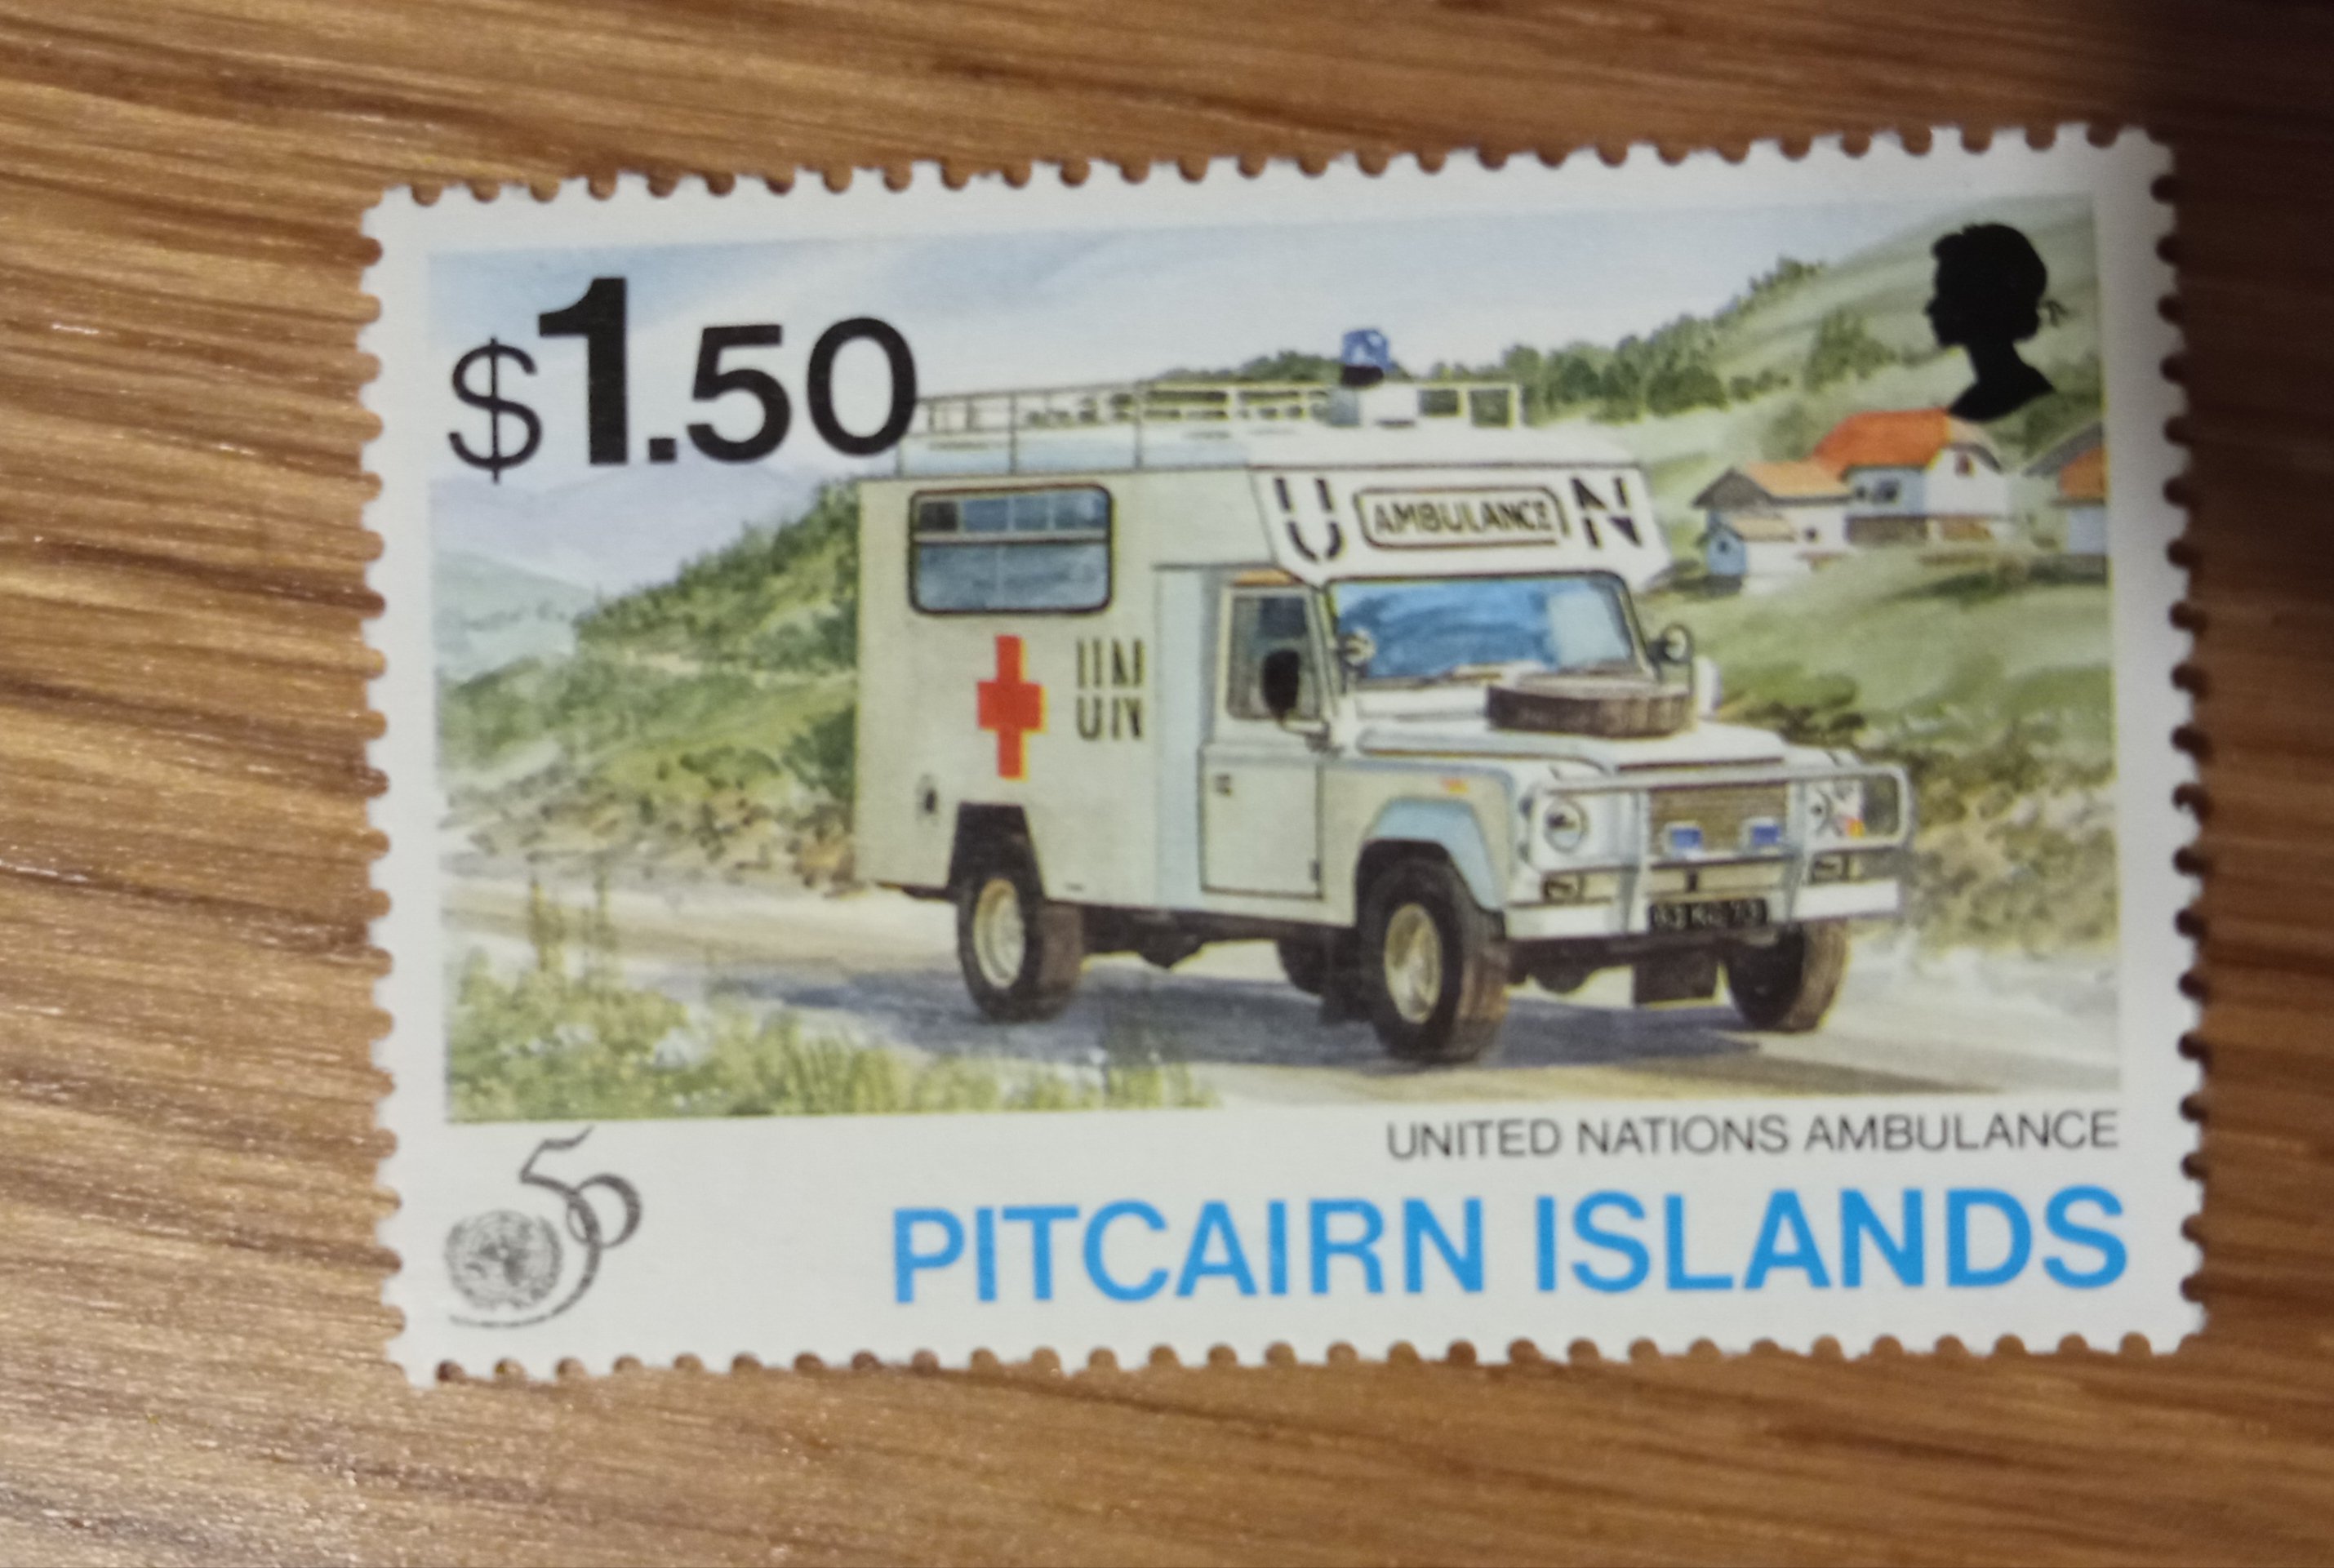 $1.50
U AMBULANCE N
UN
UN
UNITED NATIONS AMBULANCE
50
PITCAIRN ISLANDS